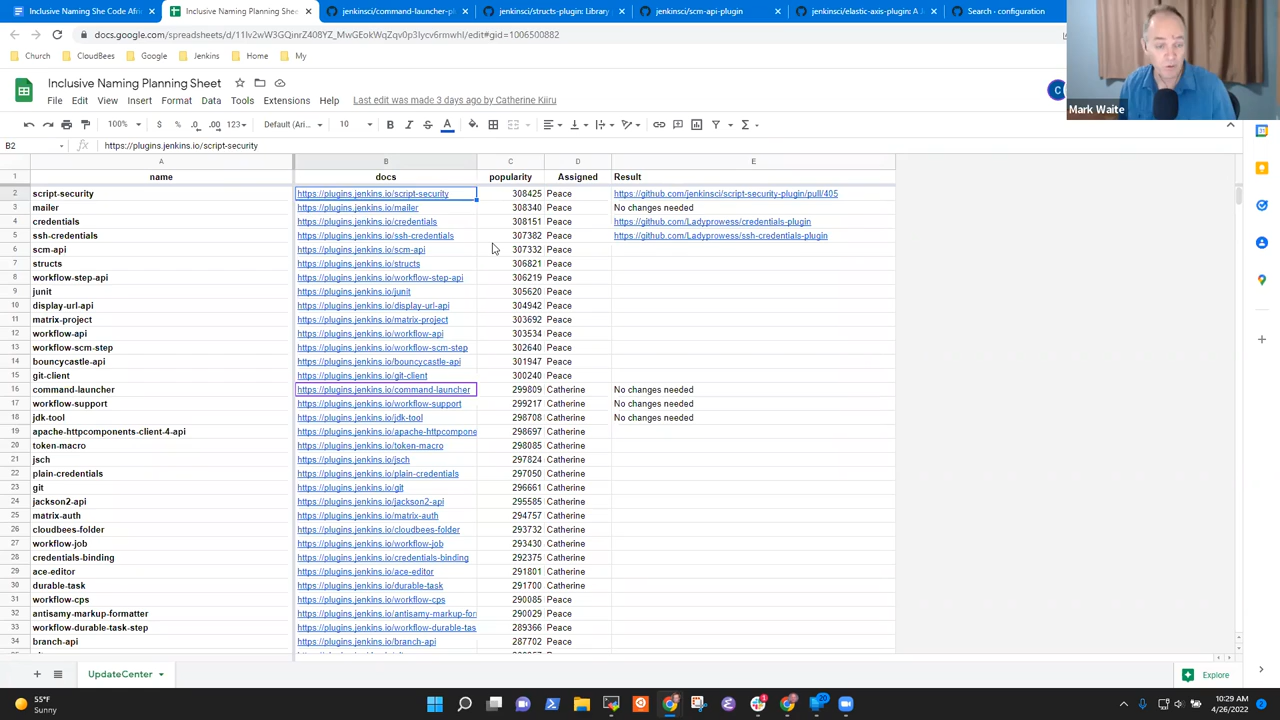 Inclusive Naming She Code Afri
Inclusive Naming Planning Shee
jenkinsci/command-launcher-pl
jenkinsci/structs-plugin: Library
jenkinsci/scm-api-plugin
jenkinsci/elastic-axis-plugin: A J
Search - configuration
docs.google.com/spreadsheets/d/11Iv2wW3GQinrZ408YZ_MwGEokWqZqv0p3Iycv6rmwhI/edit#gid=1006500882
Church
CloudBees
Google
Jenkins
Home
My
Mark Waite
Inclusive Naming Planning Sheet
File Edit View Insert Format Data Tools Extensions Help Last edit was made 3 days ago by Catherine Kiiru
100% $ % .0 .00 123 Default (Ari... 10 B I S A
B2 https://plugins.jenkins.io/script-security
A B C D E
1 name docs popularity Assigned Result
2 script-security https://plugins.jenkins.io/script-security 308425 Peace https://github.com/jenkinsci/script-security-plugin/pull/405
3 mailer https://plugins.jenkins.io/mailer 308340 Peace No changes needed
4 credentials https://plugins.jenkins.io/credentials 308151 Peace https://github.com/Ladyprowess/credentials-plugin
5 ssh-credentials https://plugins.jenkins.io/ssh-credentials 307382 Peace https://github.com/Ladyprowess/ssh-credentials-plugin
6 scm-api https://plugins.jenkins.io/scm-api 307332 Peace
7 structs https://plugins.jenkins.io/structs 306821 Peace
8 workflow-step-api https://plugins.jenkins.io/workflow-step-api 306219 Peace
9 junit https://plugins.jenkins.io/junit 305620 Peace
10 display-url-api https://plugins.jenkins.io/display-url-api 304942 Peace
11 matrix-project https://plugins.jenkins.io/matrix-project 303692 Peace
12 workflow-api https://plugins.jenkins.io/workflow-api 303534 Peace
13 workflow-scm-step https://plugins.jenkins.io/workflow-scm-step 302640 Peace
14 bouncycastle-api https://plugins.jenkins.io/bouncycastle-api 301947 Peace
15 git-client https://plugins.jenkins.io/git-client 300240 Peace
16 command-launcher https://plugins.jenkins.io/command-launcher 299809 Catherine No changes needed
17 workflow-support https://plugins.jenkins.io/workflow-support 299217 Catherine No changes needed
18 jdk-tool https://plugins.jenkins.io/jdk-tool 298708 Catherine No changes needed
19 apache-httpcomponents-client-4-api https://plugins.jenkins.io/apache-httpcompone 298697 Catherine
20 token-macro https://plugins.jenkins.io/token-macro 298085 Catherine
21 jsch https://plugins.jenkins.io/jsch 297824 Catherine
22 plain-credentials https://plugins.jenkins.io/plain-credentials 297050 Catherine
23 git https://plugins.jenkins.io/git 296661 Catherine
24 jackson2-api https://plugins.jenkins.io/jackson2-api 295585 Catherine
25 matrix-auth https://plugins.jenkins.io/matrix-auth 294757 Catherine
26 cloudbees-folder https://plugins.jenkins.io/cloudbees-folder 293732 Catherine
27 workflow-job https://plugins.jenkins.io/workflow-job 293430 Catherine
28 credentials-binding https://plugins.jenkins.io/credentials-binding 292375 Catherine
29 ace-editor https://plugins.jenkins.io/ace-editor 291801 Catherine
30 durable-task https://plugins.jenkins.io/durable-task 291700 Catherine
31 workflow-cps https://plugins.jenkins.io/workflow-cps 290085 Peace
32 antisamy-markup-formatter https://plugins.jenkins.io/antisamy-markup-for 290029 Peace
33 workflow-durable-task-step https://plugins.jenkins.io/workflow-durable-tas 289366 Peace
34 branch-api https://plugins.jenkins.io/branch-api 287702 Peace
UpdateCenter
Explore
55°F
Sunny
20
10:29 AM
4/26/2022
2